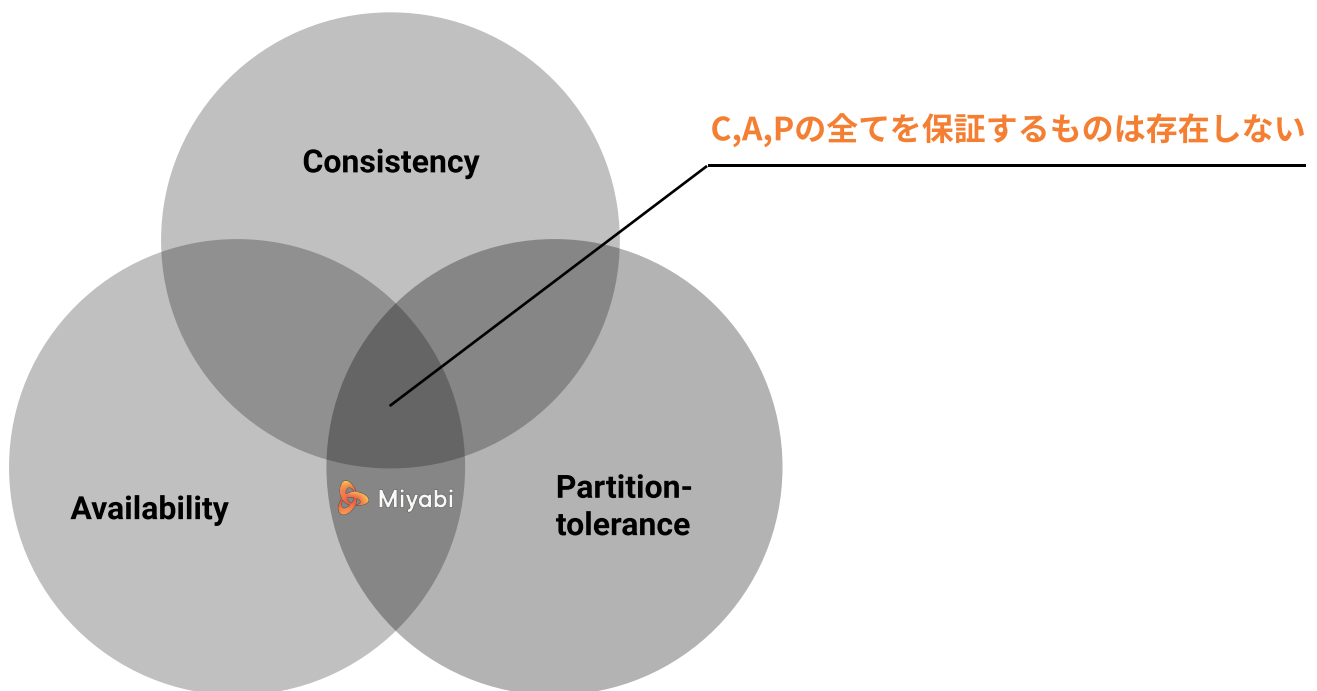 C,A,Pの全てを保証するものは存在しない
Consistency
Availability
Miyabi
Partition-
tolerance